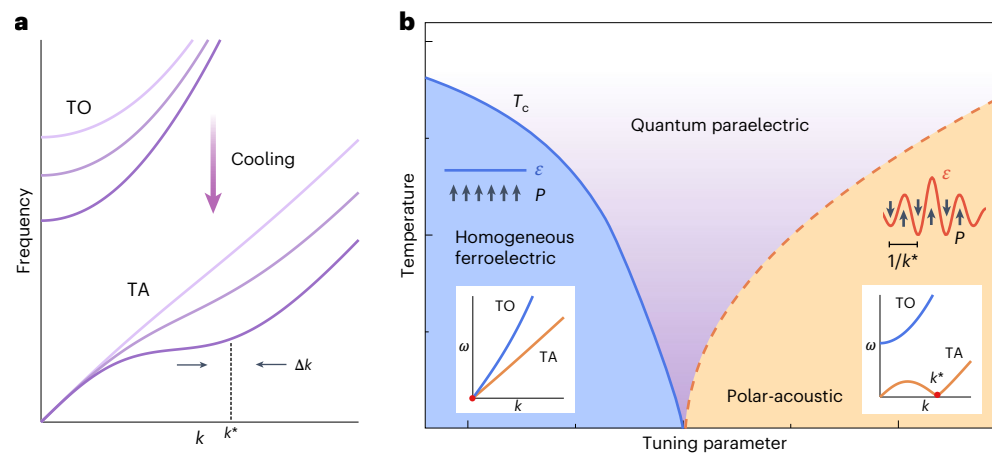 a
TO
Cooling
Frequency
TA
Δk
k
k*
b
Tc
Quantum paraelectric
ε
P
Homogeneous
ferroelectric
ε
P
1/k*
Temperature
TO
TA
ω
k
TO
TA
ω
k*
k
Polar-acoustic
Tuning parameter